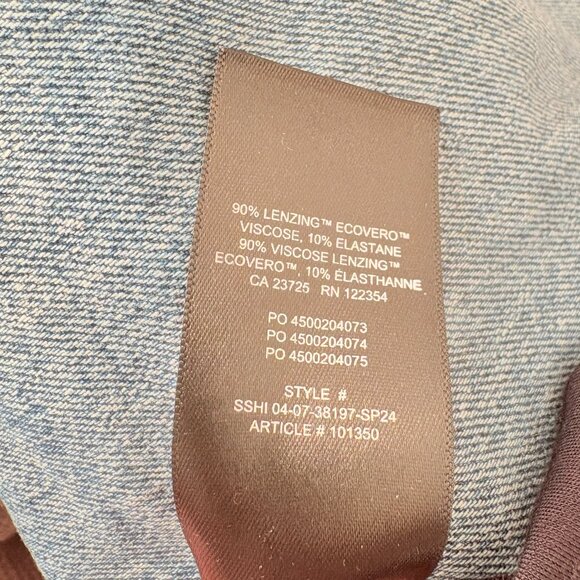 90% LENZING™ ECOVERO™
VISCOSE, 10% ELASTANE
90% VISCOSE LENZING™
ECOVERO™, 10% ÉLASTHANNE
CA 23725 RN 122354
PO 4500204073
PO 4500204074
PO 4500204075
STYLE #
SSHI 04-07-38197-SP24
ARTICLE # 101350